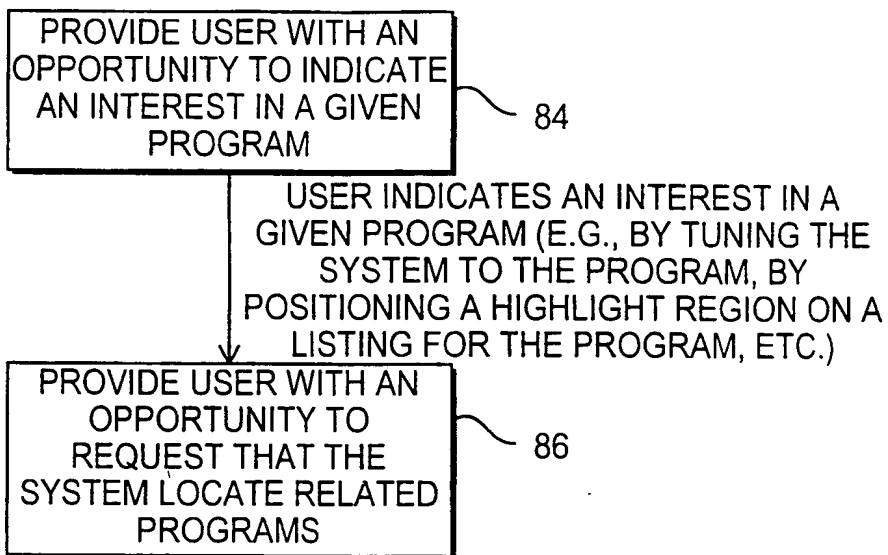 PROVIDE USER WITH AN
OPPORTUNITY TO INDICATE
AN INTEREST IN A GIVEN
PROGRAM
84
USER INDICATES AN INTEREST IN A
GIVEN PROGRAM (E.G., BY TUNING THE
SYSTEM TO THE PROGRAM, BY
POSITIONING A HIGHLIGHT REGION ON A
LISTING FOR THE PROGRAM, ETC.)
PROVIDE USER WITH AN
OPPORTUNITY TO
REQUEST THAT THE
SYSTEM LOCATE RELATED
PROGRAMS
86